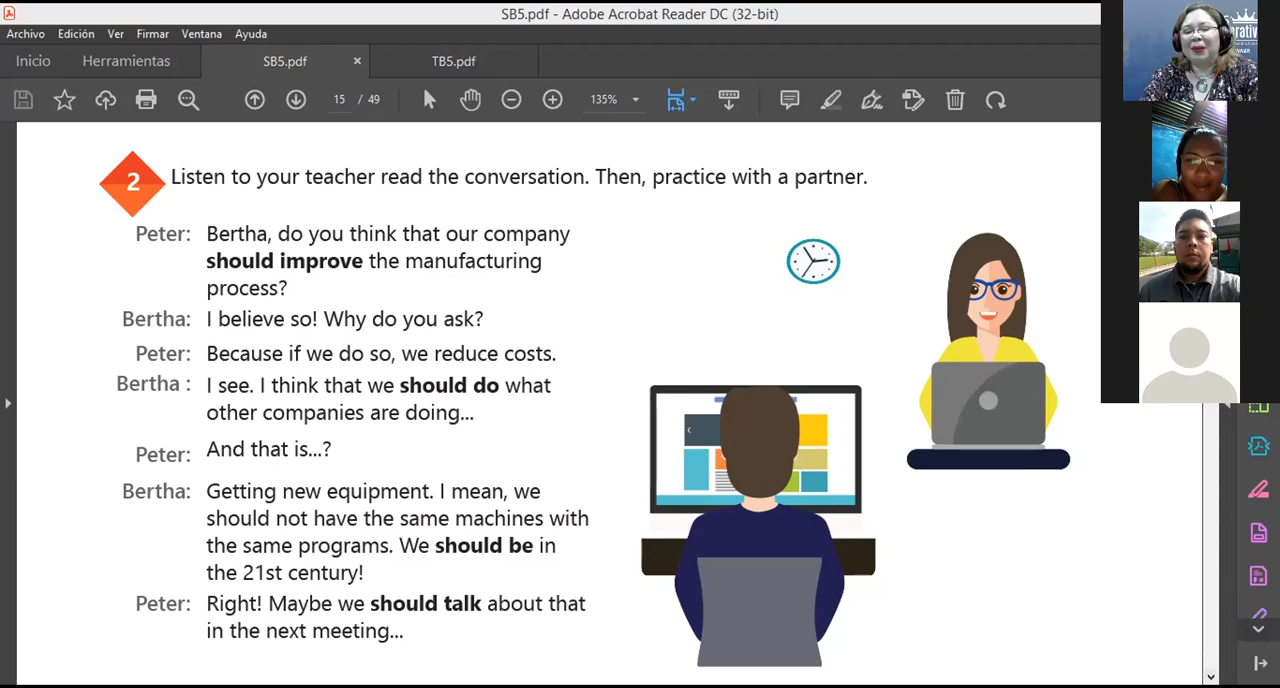 SB5.pdf - Adobe Acrobat Reader DC (32-bit)
Archivo Edición Ver Firmar Ventana Ayuda
Inicio Herramientas SB5.pdf × TB5.pdf
15 / 49 135%
2 Listen to your teacher read the conversation. Then, practice with a partner.
Peter: Bertha, do you think that our company
should improve the manufacturing
process?
Bertha: I believe so! Why do you ask?
Peter: Because if we do so, we reduce costs.
Bertha : I see. I think that we should do what
other companies are doing...
Peter: And that is...?
Bertha: Getting new equipment. I mean, we
should not have the same machines with
the same programs. We should be in
the 21st century!
Peter: Right! Maybe we should talk about that
in the next meeting...